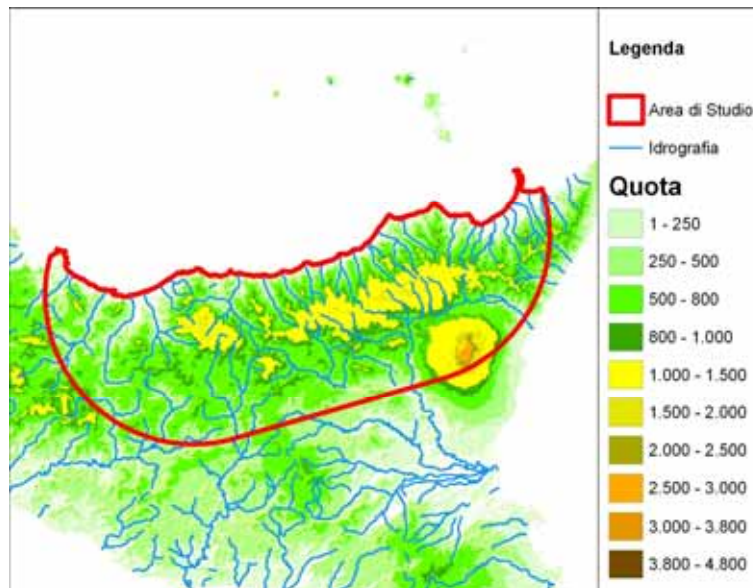 Legenda
Area di Studio
Idrografia
Quota
1 - 250
250 - 500
500 - 800
800 - 1.000
1.000 - 1.500
1.500 - 2.000
2.000 - 2.500
2.500 - 3.000
3.000 - 3.800
3.800 - 4.800